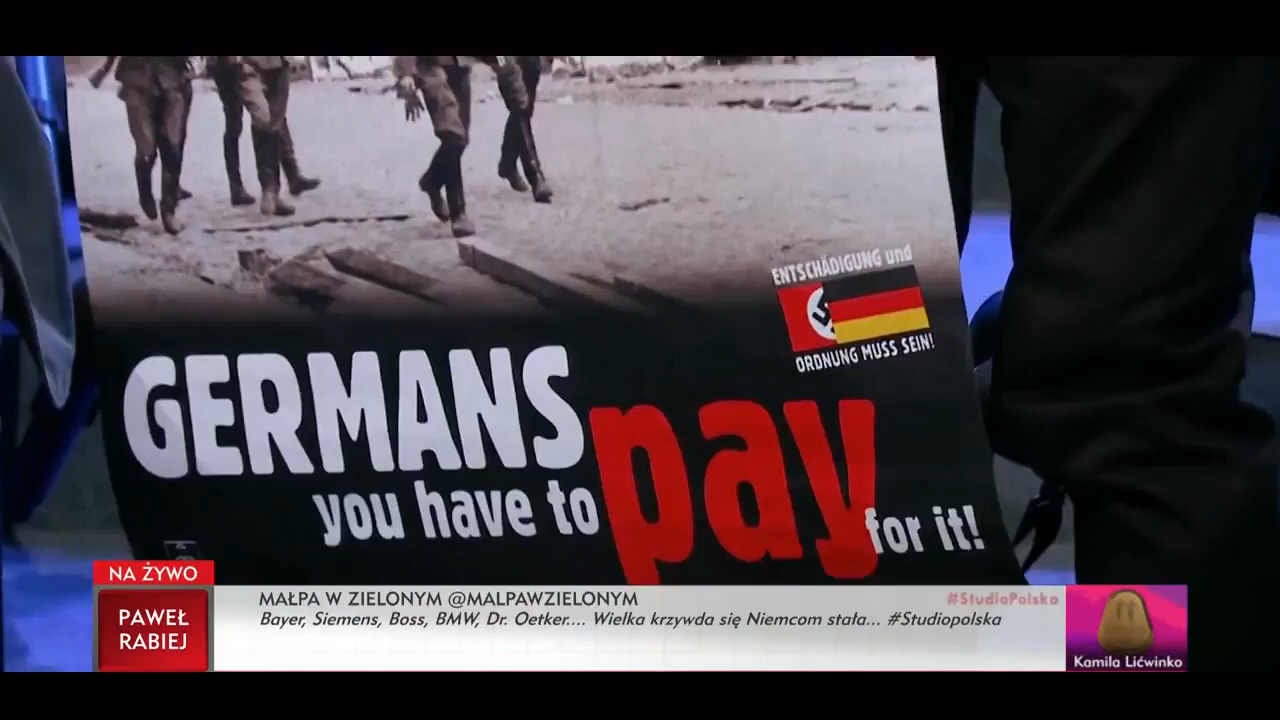 ENTSCHÄDIGUNG und
ORDNUNG MUSS SEIN!
GERMANS
you have to pay for it!
NA ŻYWO
PAWEŁ
RABIEJ
MAŁPA W ZIELONYM @MALPAWZIELONYM
#StudioPolska
Bayer, Siemens, Boss, BMW, Dr. Oetker.... Wielka krzywda się Niemcom stała... #Studiopolska
Kamila Lićwinko